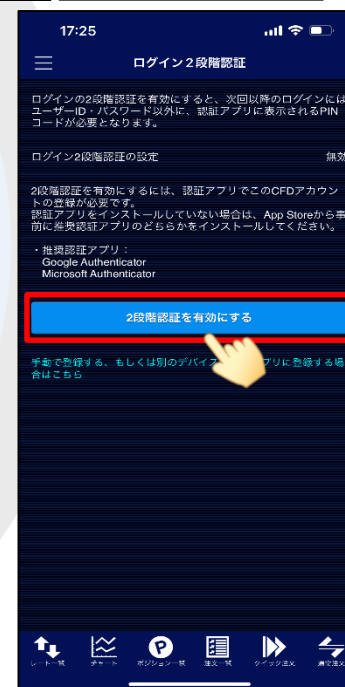 17:25
ログイン2段階認証
ログインの2段階認証を有効にすると、次回以降のログインには
ユーザーID・パスワード以外に、認証アプリに表示されるPIN
コードが必要となります。
ログイン2段階認証の設定
無効
2段階認証を有効にするには、認証アプリでこのCFDアカウン
トの登録が必要です。
認証アプリをインストールしていない場合は、App Storeから事
前に推奨認証アプリのどちらかをインストールしてください。
・推奨認証アプリ：
Google Authenticator
Microsoft Authenticator
2段階認証を有効にする
手動で登録する、もしくは別のデバイス プリに登録する場
合はこちら
レート一覧 チャート ポジション一覧 注文一覧 クイック注文